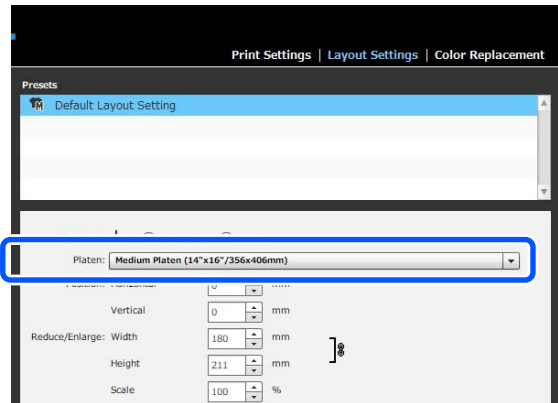 Print Settings | Layout Settings | Color Replacement
Presets
Default Layout Setting
Platen: Medium Platen (14"x16"/356x406mm)
Vertical 0 mm
Reduce/Enlarge: Width 180 mm
Height 211 mm
Scale 100 %